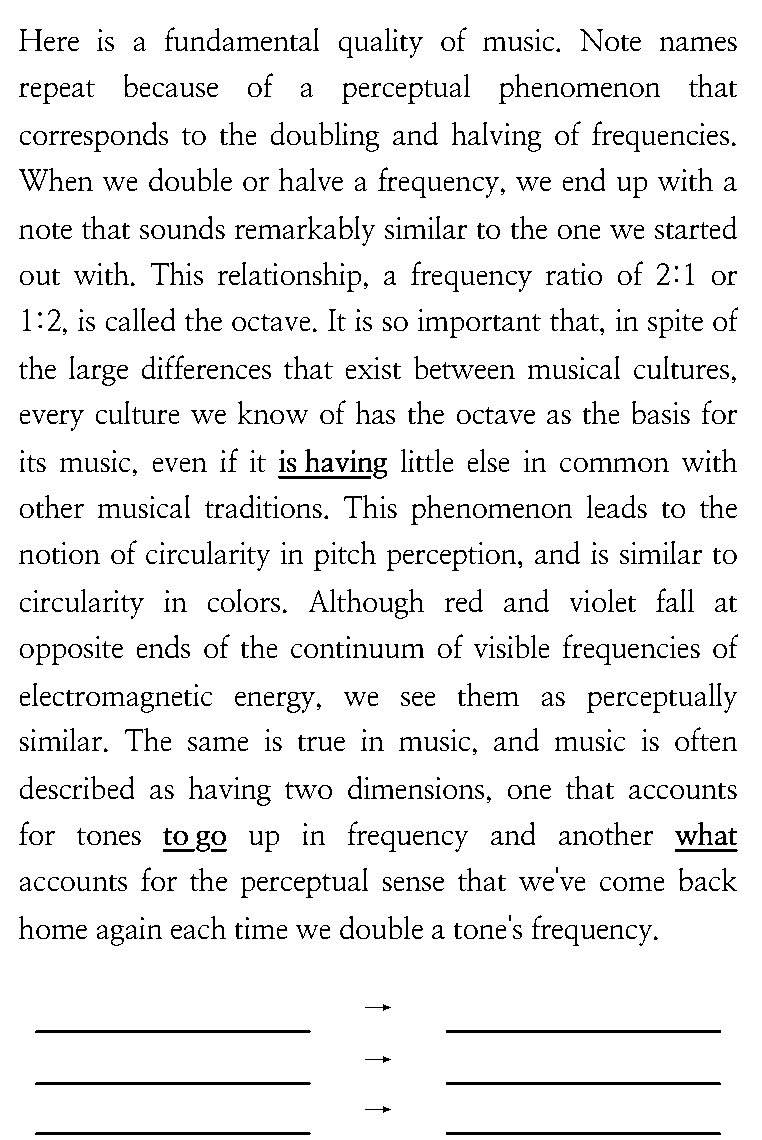 Here is a fundamental quality of music. Note names
repeat because of a perceptual phenomenon that
corresponds to the doubling and halving of frequencies.
When we double or halve a frequency, we end up with a
note that sounds remarkably similar to the one we started
out with. This relationship, a frequency ratio of 2:1 or
1:2, is called the octave. It is so important that, in spite of
the large differences that exist between musical cultures,
every culture we know of has the octave as the basis for
its music, even if it is having little else in common with
other musical traditions. This phenomenon leads to the
notion of circularity in pitch perception, and is similar to
circularity in colors. Although red and violet fall at
opposite ends of the continuum of visible frequencies of
electromagnetic energy, we see them as perceptually
similar. The same is true in music, and music is often
described as having two dimensions, one that accounts
for tones to go up in frequency and another what
accounts for the perceptual sense that we've come back
home again each time we double a tone's frequency.
→
→
→